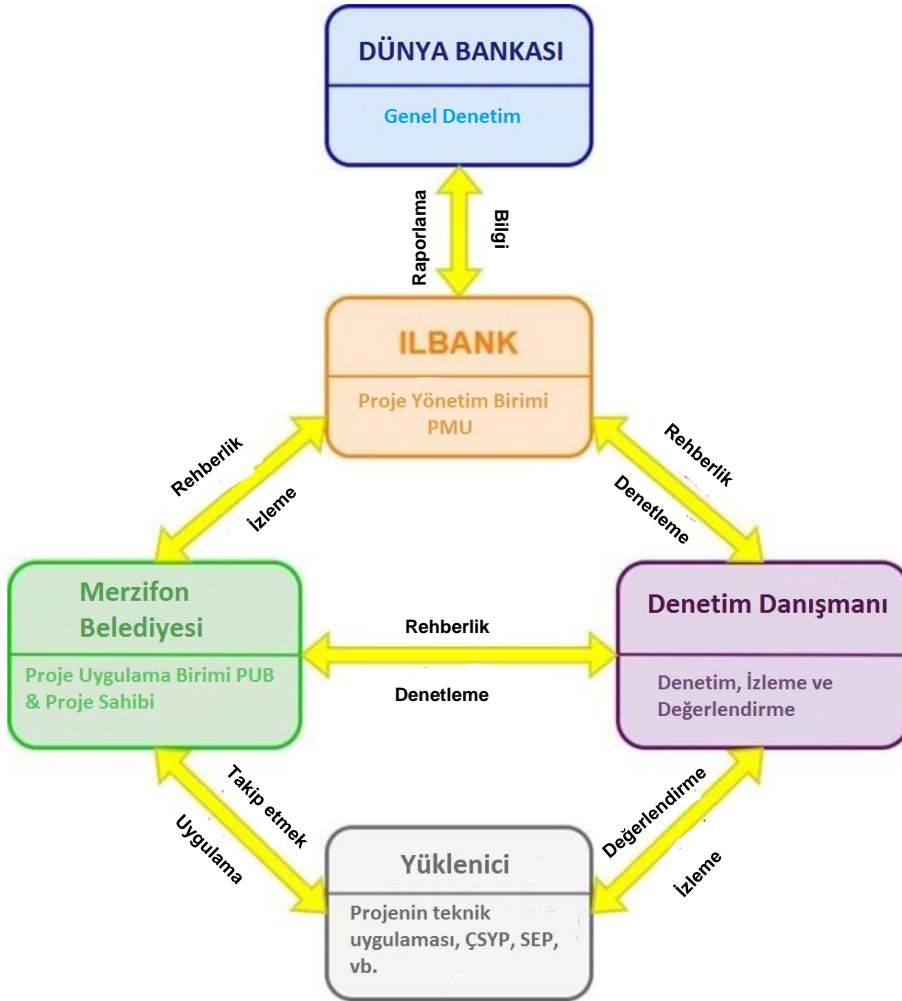 DÜNYA BANKASI
Genel Denetim
Raporlama
Bilgi
ILBANK
Proje Yönetim Birimi
PMU
Rehberlik
İzleme
Rehberlik
Denetleme
Merzifon
Belediyesi
Proje Uygulama Birimi PUB
& Proje Sahibi
Rehberlik
Denetleme
Denetim Danışmanı
Denetim, İzleme ve
Değerlendirme
Takip etmek
Uygulama
Değerlendirme
İzleme
Yüklenici
Projenin teknik
uygulaması, ÇSYP, SEP,
vb.